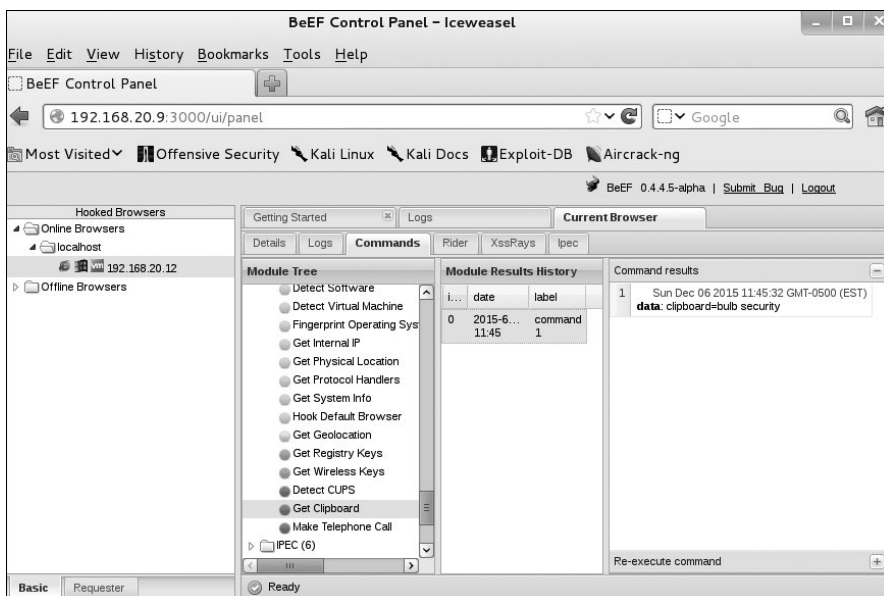 BeEF Control Panel - Iceweasel
File Edit View History Bookmarks Tools Help
BeEF Control Panel
192.168.20.9:3000/ui/panel
Google
Most Visited
Offensive Security
Kali Linux
Kali Docs
Exploit-DB
Aircrack-ng
BeEF 0.4.4.5-alpha | Submit Bug | Logout
Hooked Browsers
Online Browsers
localhost
192.168.20.12
Offline Browsers
Basic
Requester
Getting Started
Logs
Current Browser
Details
Logs
Commands
Rider
XssRays
Ipec
Module Tree
Detect Software
Detect Virtual Machine
Fingerprint Operating Sys
Get Internal IP
Get Physical Location
Get Protocol Handlers
Get System Info
Hook Default Browser
Get Geolocation
Get Registry Keys
Get Wireless Keys
Detect CUPS
Get Clipboard
Make Telephone Call
IPEC (6)
Module Results History
i... date label
0 2015-6... command
11:45 1
Command results
1 Sun Dec 06 2015 11:45:32 GMT-0500 (EST)
data: clipboard=bulb security
Re-execute command
Ready